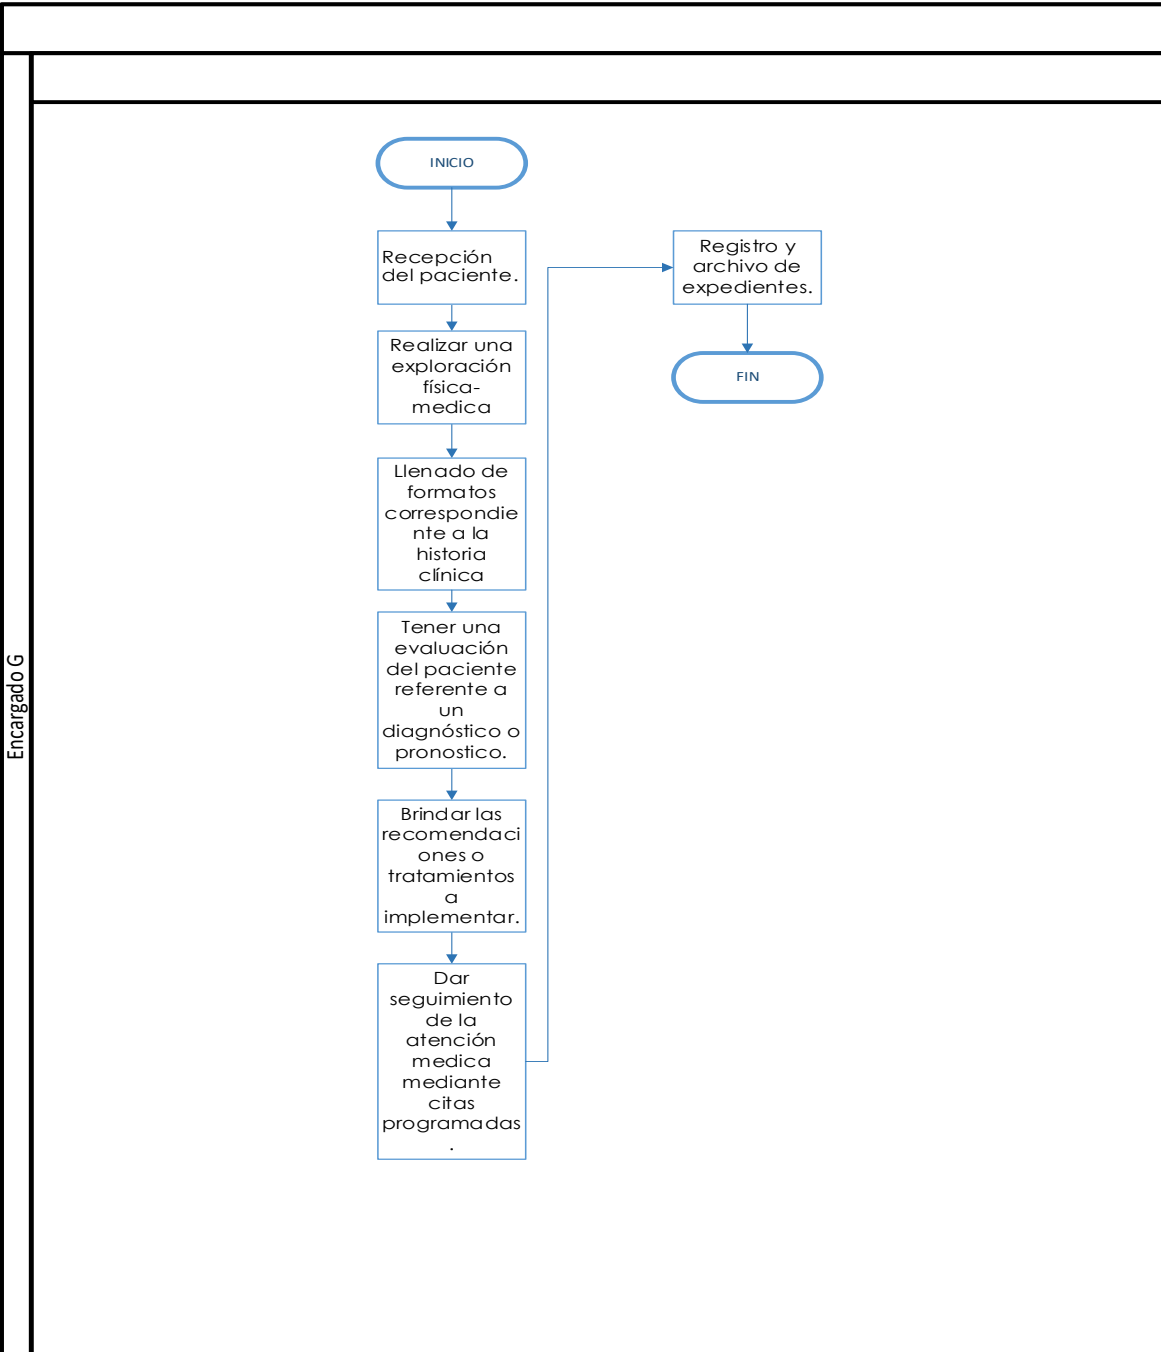 Encargado G
INICIO
Recepción
del paciente.
Realizar una
exploración
física-
medica
Llenado de
formatos
correspondie
nte a la
historia
clínica
Tener una
evaluación
del paciente
referente a
un
diagnóstico o
pronostico.
Brindar las
recomendaci
ones o
tratamientos
a
implementar.
Dar
seguimiento
de la
atención
medica
mediante
citas
programadas
.
Registro y
archivo de
expedientes.
FIN